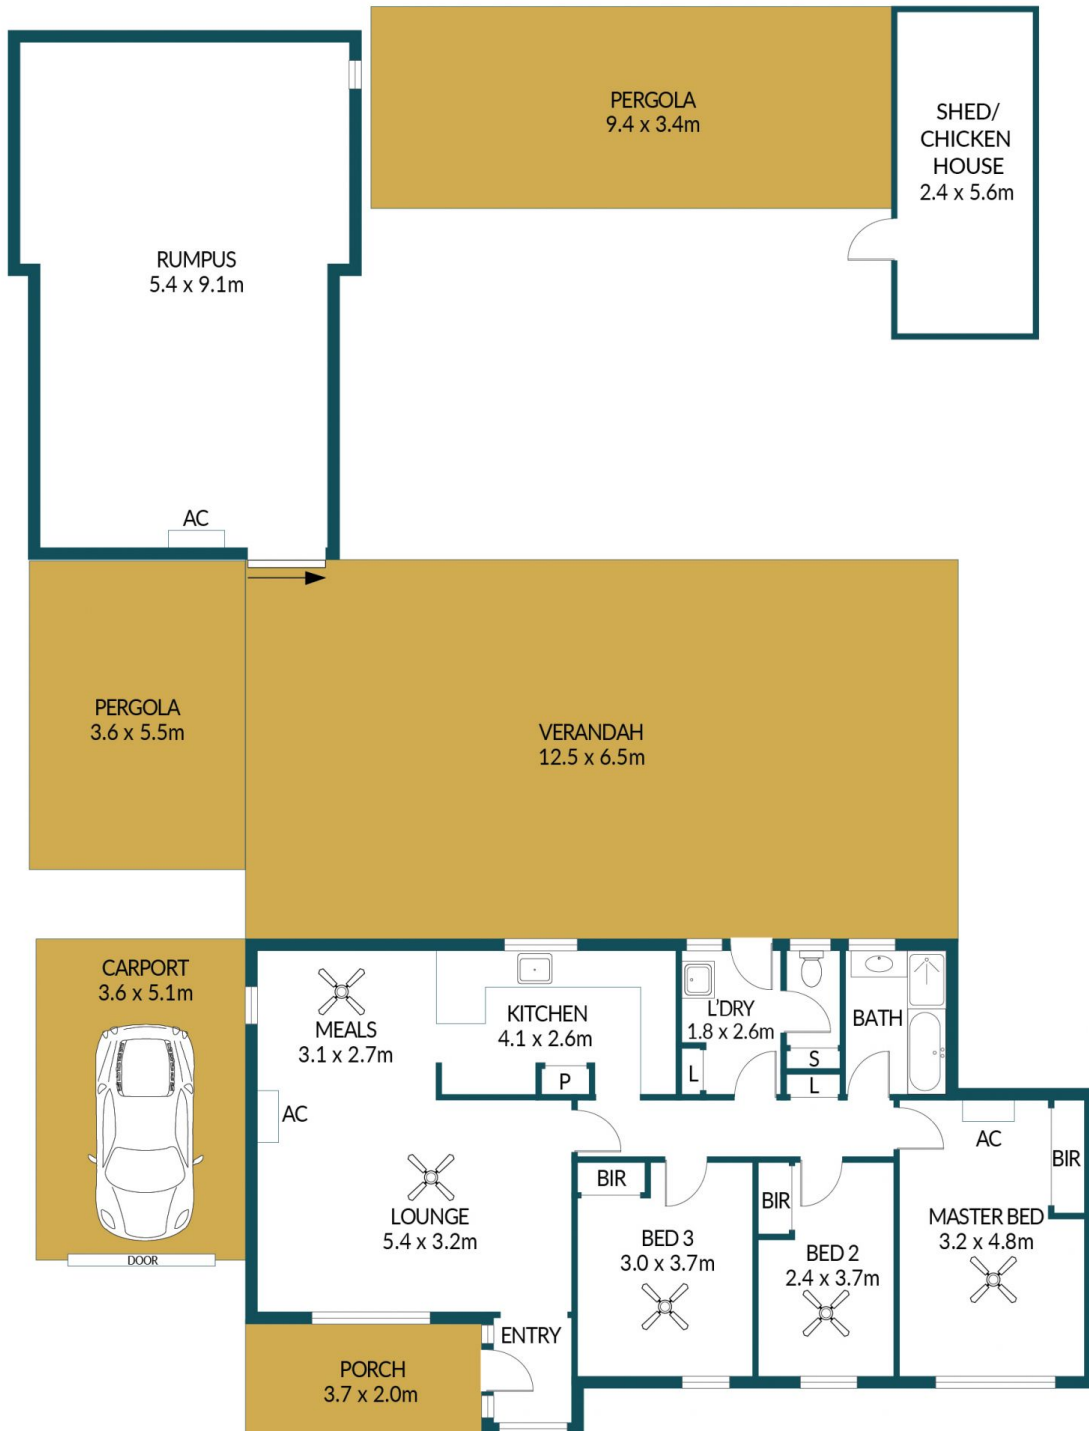 PERGOLA
9.4 x 3.4m
SHED/
CHICKEN
HOUSE
2.4 x 5.6m
RUMPUS
5.4 x 9.1m
AC
PERGOLA
3.6 x 5.5m
VERANDAH
12.5 x 6.5m
CARPORT
3.6 x 5.1m
MEALS
3.1 x 2.7m
KITCHEN
4.1 x 2.6m
P
L'DRY
1.8 x 2.6m
L
S
L
BATH
AC
AC
BIR
BIR
BIR
LOUNGE
5.4 x 3.2m
BED 3
3.0 x 3.7m
BED 2
2.4 x 3.7m
MASTER BED
3.2 x 4.8m
DOOR
ENTRY
PORCH
3.7 x 2.0m